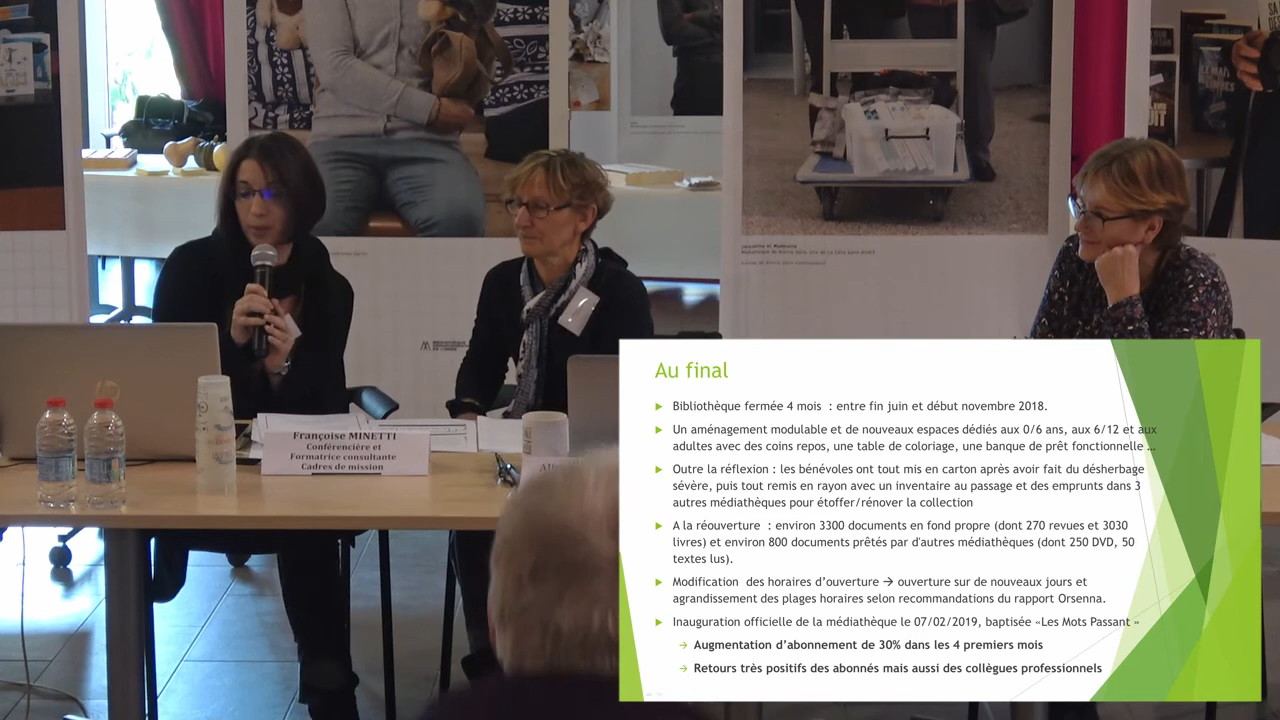 Jacqueline et Madeleine
Françoise MINETTI
Conférencière et
Formatrice consultante
Cadres de mission
Au final
Bibliothèque fermée 4 mois : entre fin juin et début novembre 2018.
Un aménagement modulable et de nouveaux espaces dédiés aux 0/6 ans, aux 6/12 et aux
adultes avec des coins repos, une table de coloriage, une banque de prêt fonctionnelle …
Outre la réflexion : les bénévoles ont tout mis en carton après avoir fait du désherbage
sévère, puis tout remis en rayon avec un inventaire au passage et des emprunts dans 3
autres médiathèques pour étoffer/rénover la collection
A la réouverture : environ 3300 documents en fond propre (dont 270 revues et 3030
livres) et environ 800 documents prêtés par d'autres médiathèques (dont 250 DVD, 50
textes lus).
Modification des horaires d’ouverture → ouverture sur de nouveaux jours et
agrandissement des plages horaires selon recommandations du rapport Orsenna.
Inauguration officielle de la médiathèque le 07/02/2019, baptisée «Les Mots Passant »
→ Augmentation d’abonnement de 30% dans les 4 premiers mois
→ Retours très positifs des abonnés mais aussi des collègues professionnels